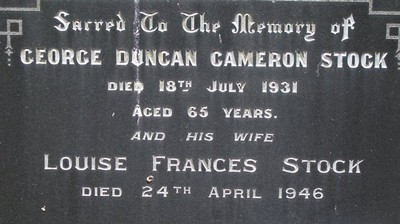 Sacred To The Memory of
GEORGE DUNCAN CAMERON STOCK
DIED 18TH JULY 1931
AGED 65 YEARS.
AND HIS WIFE
LOUISE FRANCES STOCK
DIED 24TH APRIL 1946